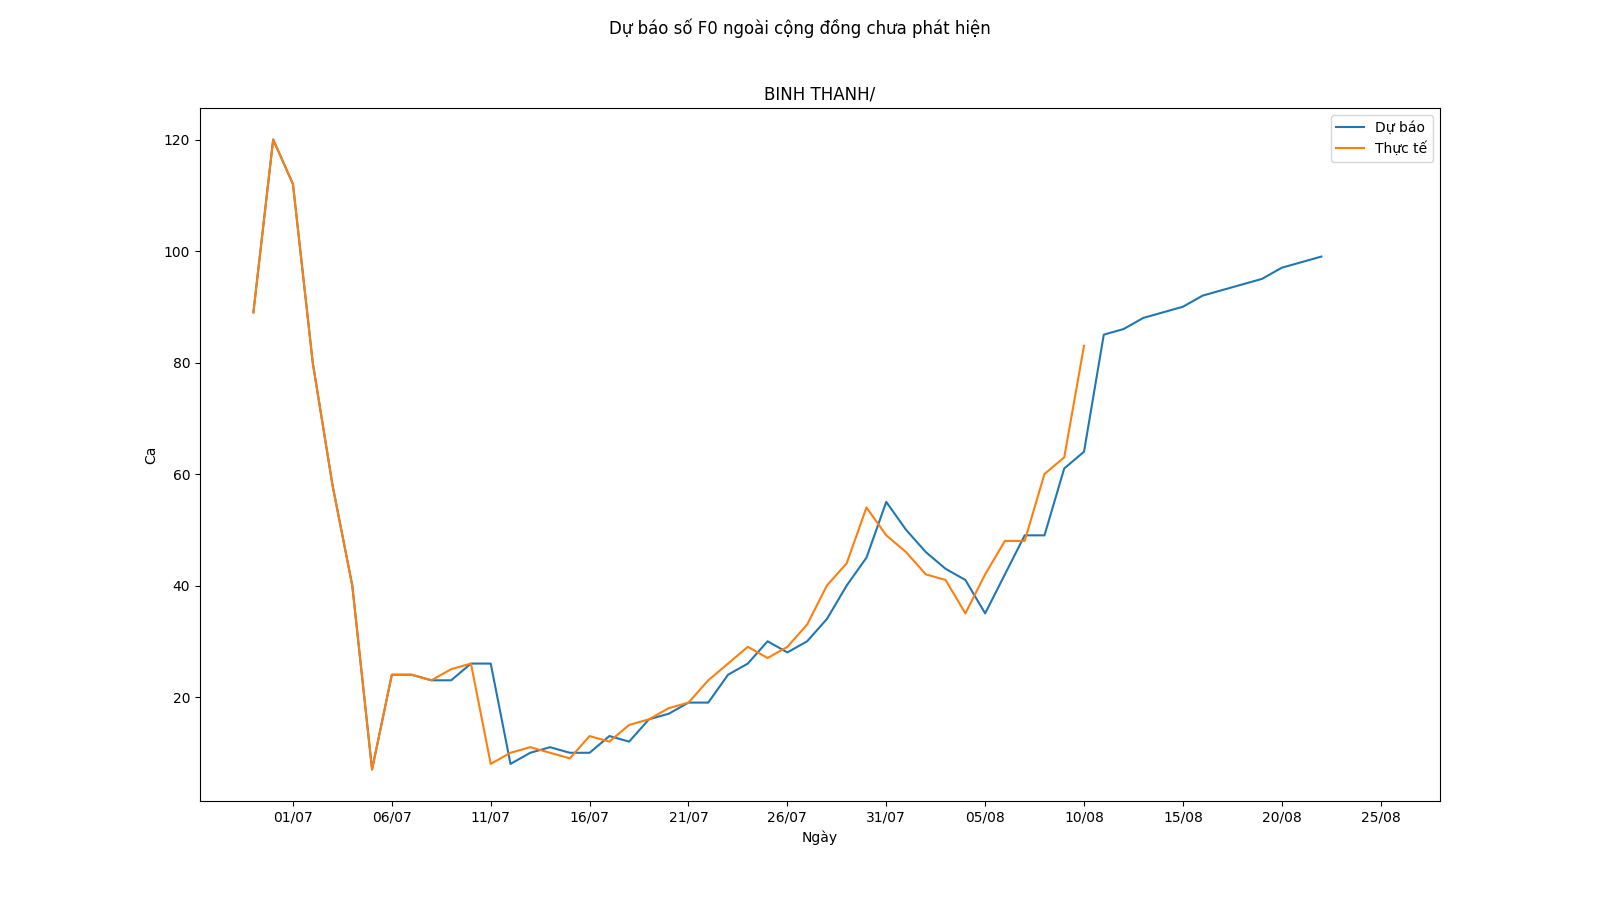 Dự báo số F0 ngoài cộng đồng chưa phát hiện
BINH THANH/
Dự báo
Thực tế
120
100
80
60
40
20
Ca
01/07 06/07 11/07 16/07 21/07 26/07 31/07 05/08 10/08 15/08 20/08 25/08
Ngày